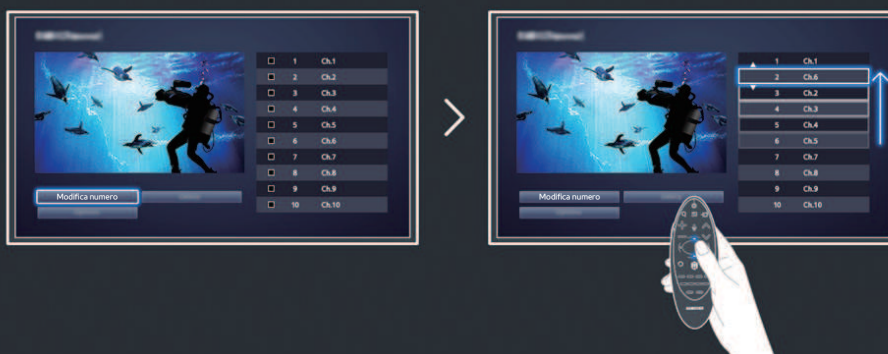 1 Ch.1
2 Ch.2
3 Ch.3
4 Ch.4
5 Ch.5
6 Ch.6
7 Ch.7
8 Ch.8
9 Ch.9
10 Ch.10
Modifica numero
1 Ch.1
2 Ch.6
3 Ch.2
4 Ch.3
5 Ch.4
6 Ch.5
7 Ch.7
8 Ch.8
9 Ch.9
10 Ch.10
Modifica numero